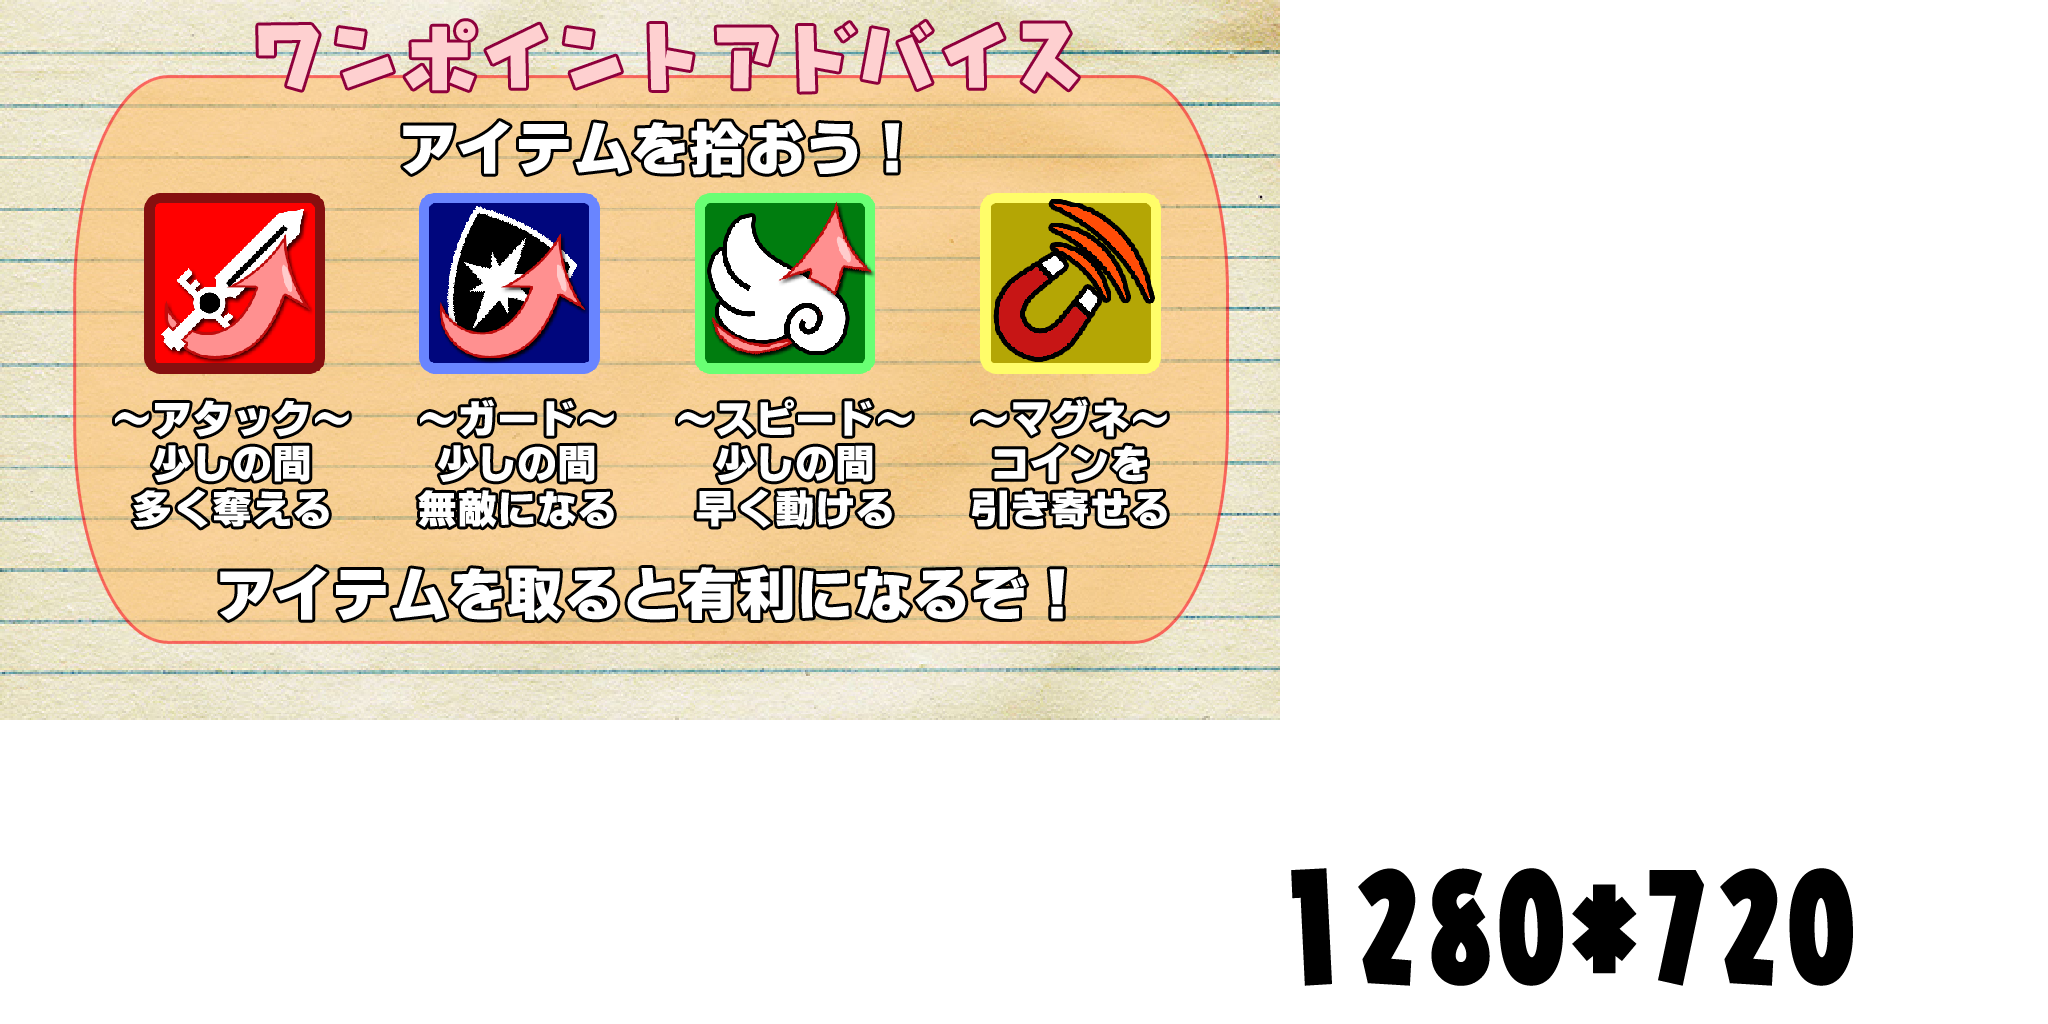 ワンポイントアドバイス
アイテムを拾おう！
～アタック～
少しの間
多く奪える
～ガード～
少しの間
無敵になる
～スピード～
少しの間
早く動ける
～マグネ～
コインを
引き寄せる
アイテムを取ると有利になるぞ！
1280*720